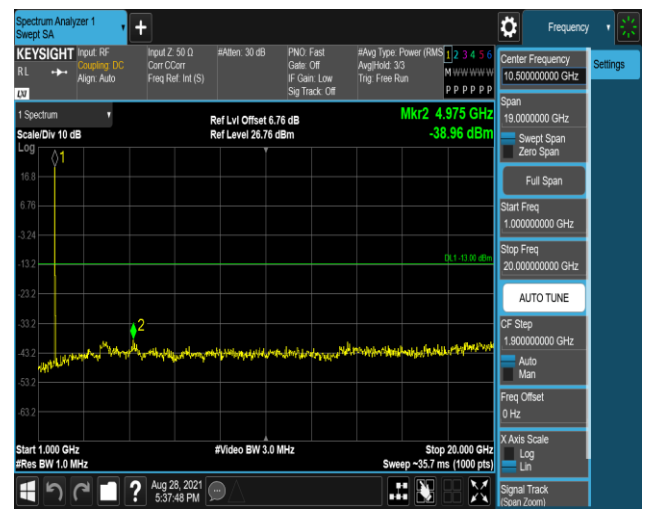 Spectrum Analyzer 1
Swept SA
Frequency
KEYSIGHT
RL
LXI
Input: RF
Coupling: DC
Align: Auto
Input Z: 50 Ω
Corr CCorr
Freq Ref: Int (S)
#Atten: 30 dB
PNO: Fast
Gate: Off
IF Gain: Low
Sig Track: Off
#Avg Type: Power (RMS
Avg|Hold: 3/3
Trig: Free Run
1 2 3 4 5 6
M W W W W W
P P P P P P
Settings
1 Spectrum
Scale/Div 10 dB
Ref Lvl Offset 6.76 dB
Ref Level 26.76 dBm
Mkr2 4.975 GHz
-38.96 dBm
Log
1
16.8
6.76
-3.24
-13.2
DL1 -13.00 dBm
-23.2
-33.2
2
-43.2
-53.2
-63.2
Start 1.000 GHz
#Res BW 1.0 MHz
#Video BW 3.0 MHz
Stop 20.000 GHz
Sweep ~35.7 ms (1000 pts)
Center Frequency
10.500000000 GHz
Span
19.0000000 GHz
Swept Span
Zero Span
Full Span
Start Freq
1.000000000 GHz
Stop Freq
20.000000000 GHz
AUTO TUNE
CF Step
1.900000000 GHz
Auto
Man
Freq Offset
0 Hz
X Axis Scale
Log
Lin
Signal Track
(Span Zoom)
?
Aug 28, 2021
5:37:48 PM